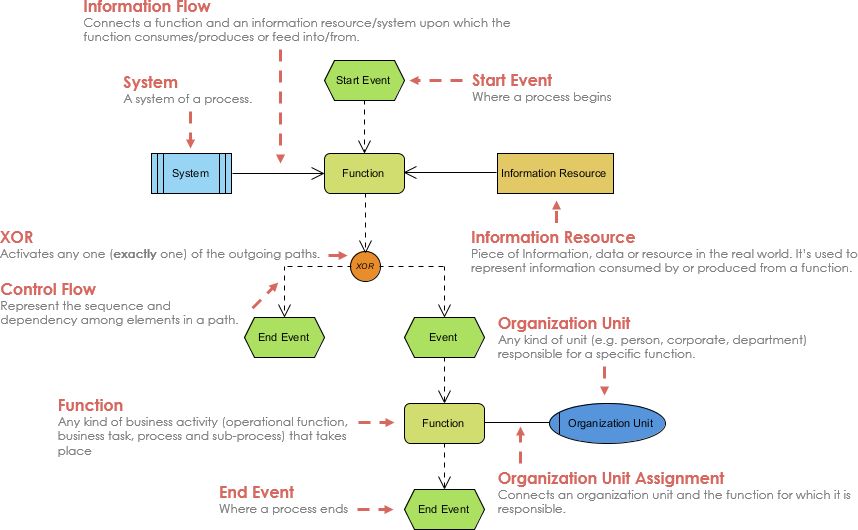 Information Flow
Connects a function and an information resource/system upon which the
function consumes/produces or feed into/from.
System
A system of a process.
Start Event
Start Event
Where a process begins
System
Function
Information Resource
XOR
Activates any one (exactly one) of the outgoing paths.
XOR
Information Resource
Piece of Information, data or resource in the real world. It's used to
represent information consumed by or produced from a function.
Control Flow
Represent the sequence and
dependency among elements in a path.
End Event
Event
Organization Unit
Any kind of unit (e.g. person, corporate, department)
responsible for a specific function.
Function
Any kind of business activity (operational function,
business task, process and sub-process) that takes
place
Function
Organization Unit
Organization Unit Assignment
Connects an organization unit and the function for which it is
responsible.
End Event
Where a process ends
End Event